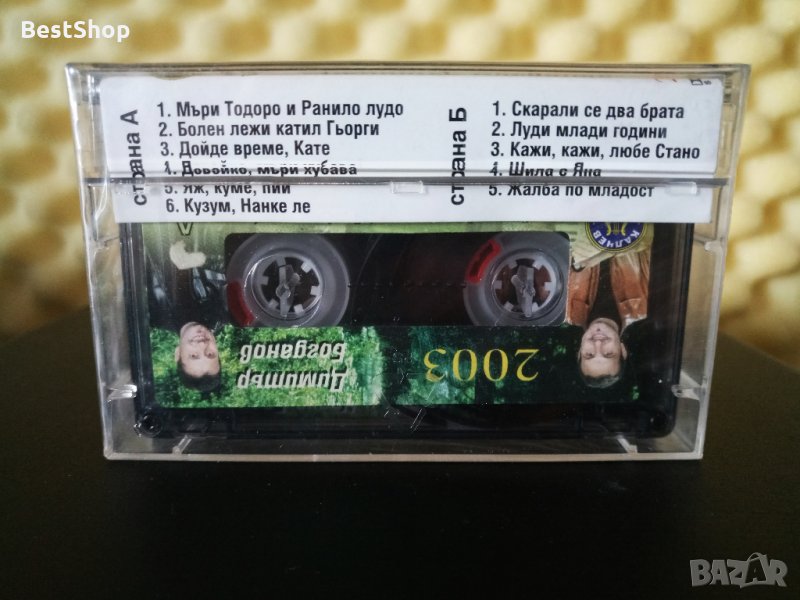 BestShop
страна А
1. Мъри Тодоро и Ранило лудо
2. Болен лежи катил Гьорги
3. Дойде време, Кате
4. Девойко, мъри хубава
5. Яж, куме, пий
6. Кузум, Нанке ле
страна Б
1. Скарали се два брата
2. Луди млади години
3. Кажи, кажи, любе Стано
4. Шила е Яна
5. Жалба по младост
КАЛЧЕВ
Димитър
Богданов
2003
BAZAR